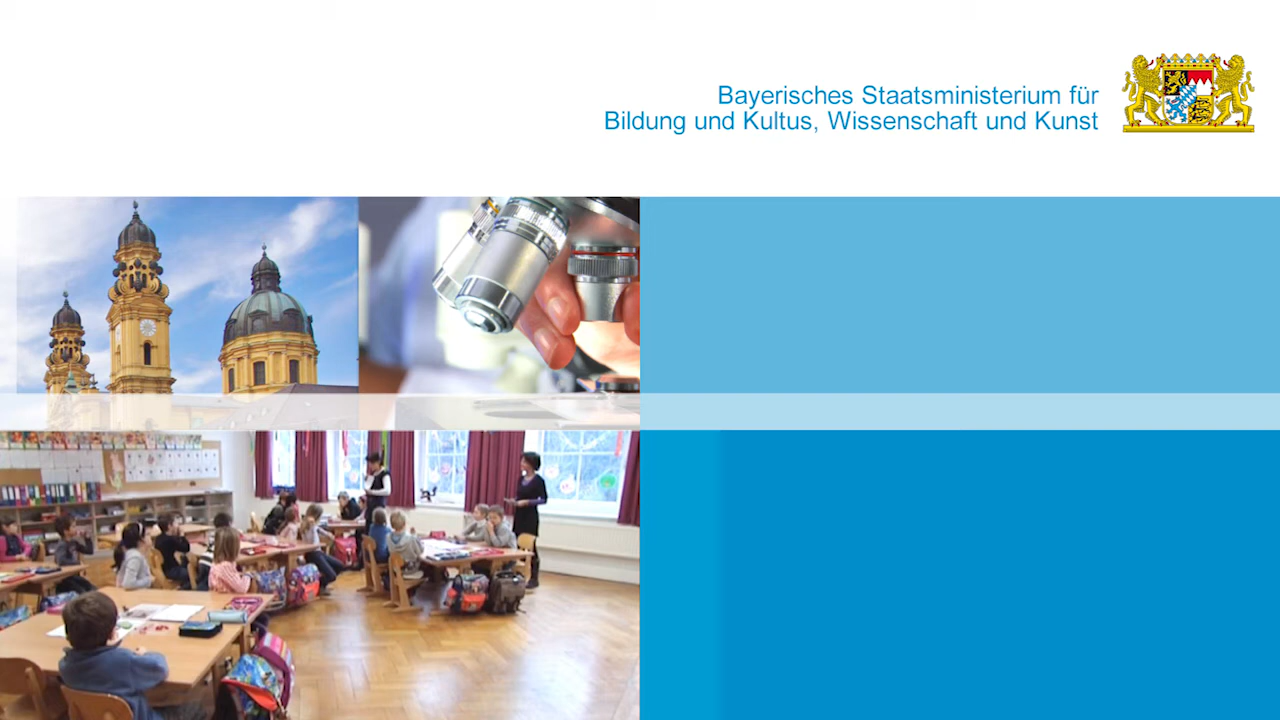 Bayerisches Staatsministerium für
Bildung und Kultus, Wissenschaft und Kunst